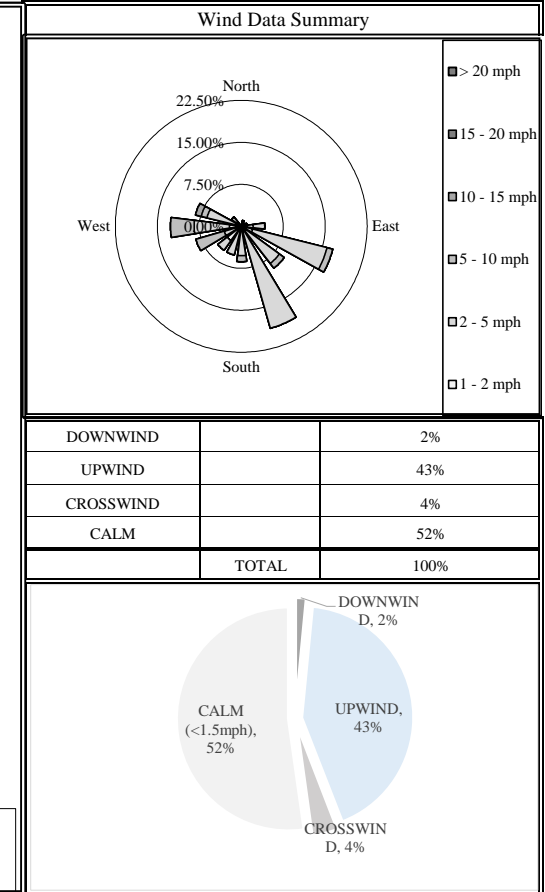 Wind Data Summary
North
22.50%
15.00%
7.50%
0.00%
West
East
South
> 20 mph
15 - 20 mph
10 - 15 mph
5 - 10 mph
2 - 5 mph
1 - 2 mph
DOWNWIND 2%
UPWIND 43%
CROSSWIND 4%
CALM 52%
TOTAL 100%
DOWNWIN
D, 2%
UPWIND,
43%
CALM
(<1.5mph),
52%
CROSSWIN
D, 4%